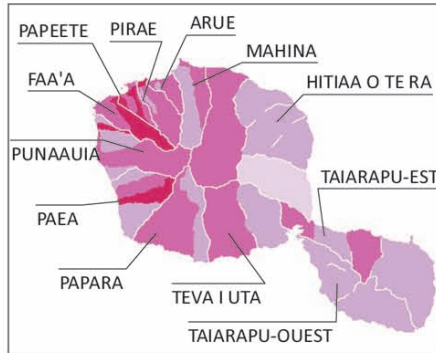 PAPEETE
PIRAE
ARUE
MAHINA
FAA'A
HITIAA O TE RA
PUNAAUIA
TAIARAPU-EST
PAEA
PAPARA
TEVA I UTA
TAIARAPU-OUEST